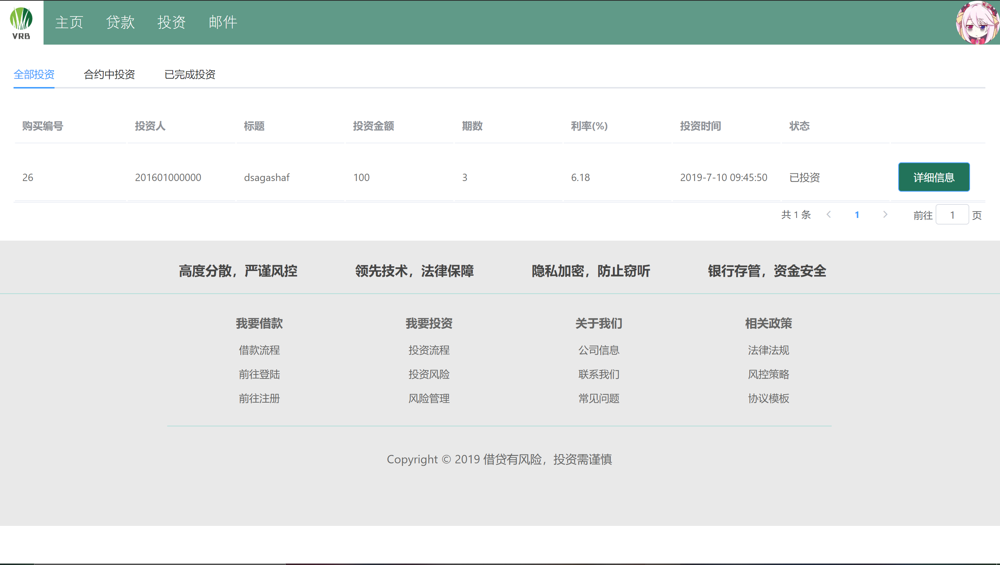 VRB
主页 贷款 投资 邮件
全部投资 合约中投资 已完成投资
购买编号 投资人 标题 投资金额 期数 利率(%) 投资时间 状态
26 201601000000 dsagashaf 100 3 6.18 2019-7-10 09:45:50 已投资 详细信息
共 1 条 1 前往 1 页
高度分散，严谨风控 领先技术，法律保障 隐私加密，防止窃听 银行存管，资金安全
我要借款 我要投资 关于我们 相关政策
借款流程 投资流程 公司信息 法律法规
前往登陆 投资风险 联系我们 风控策略
前往注册 风险管理 常见问题 协议模板
Copyright © 2019 借贷有风险，投资需谨慎